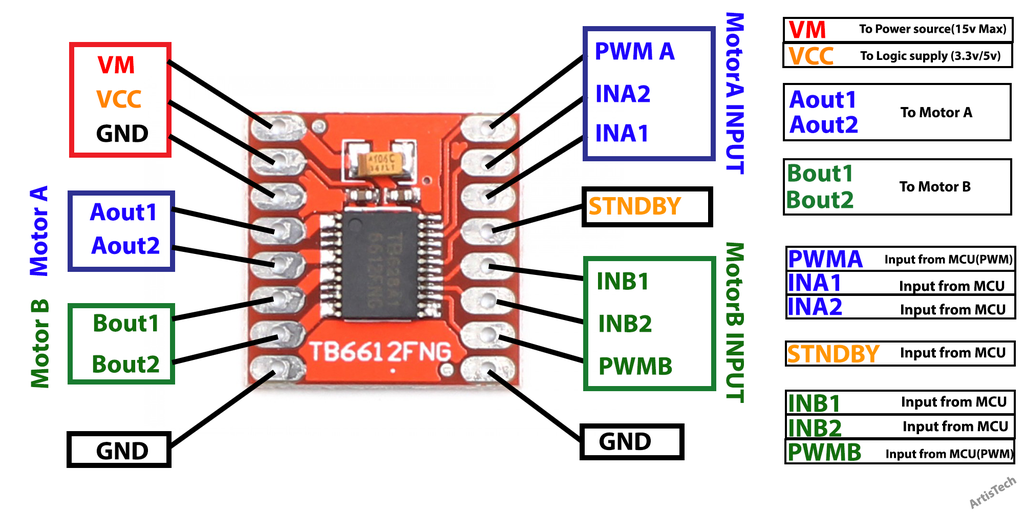 VM
VCC
GND
Motor A
Aout1
Aout2
Motor B
Bout1
Bout2
GND
TB6612FNG
PWM A
INA2
INA1
MotorA INPUT
STNDBY
INB1
INB2
PWMB
MotorB INPUT
GND
VM To Power source(15v Max)
VCC To Logic supply (3.3v/5v)
Aout1
Aout2
To Motor A
Bout1
Bout2
To Motor B
PWMA Input from MCU(PWM)
INA1 Input from MCU
INA2 Input from MCU
STNDBY Input from MCU
INB1 Input from MCU
INB2 Input from MCU
PWMB Input from MCU(PWM)
ArtisTech